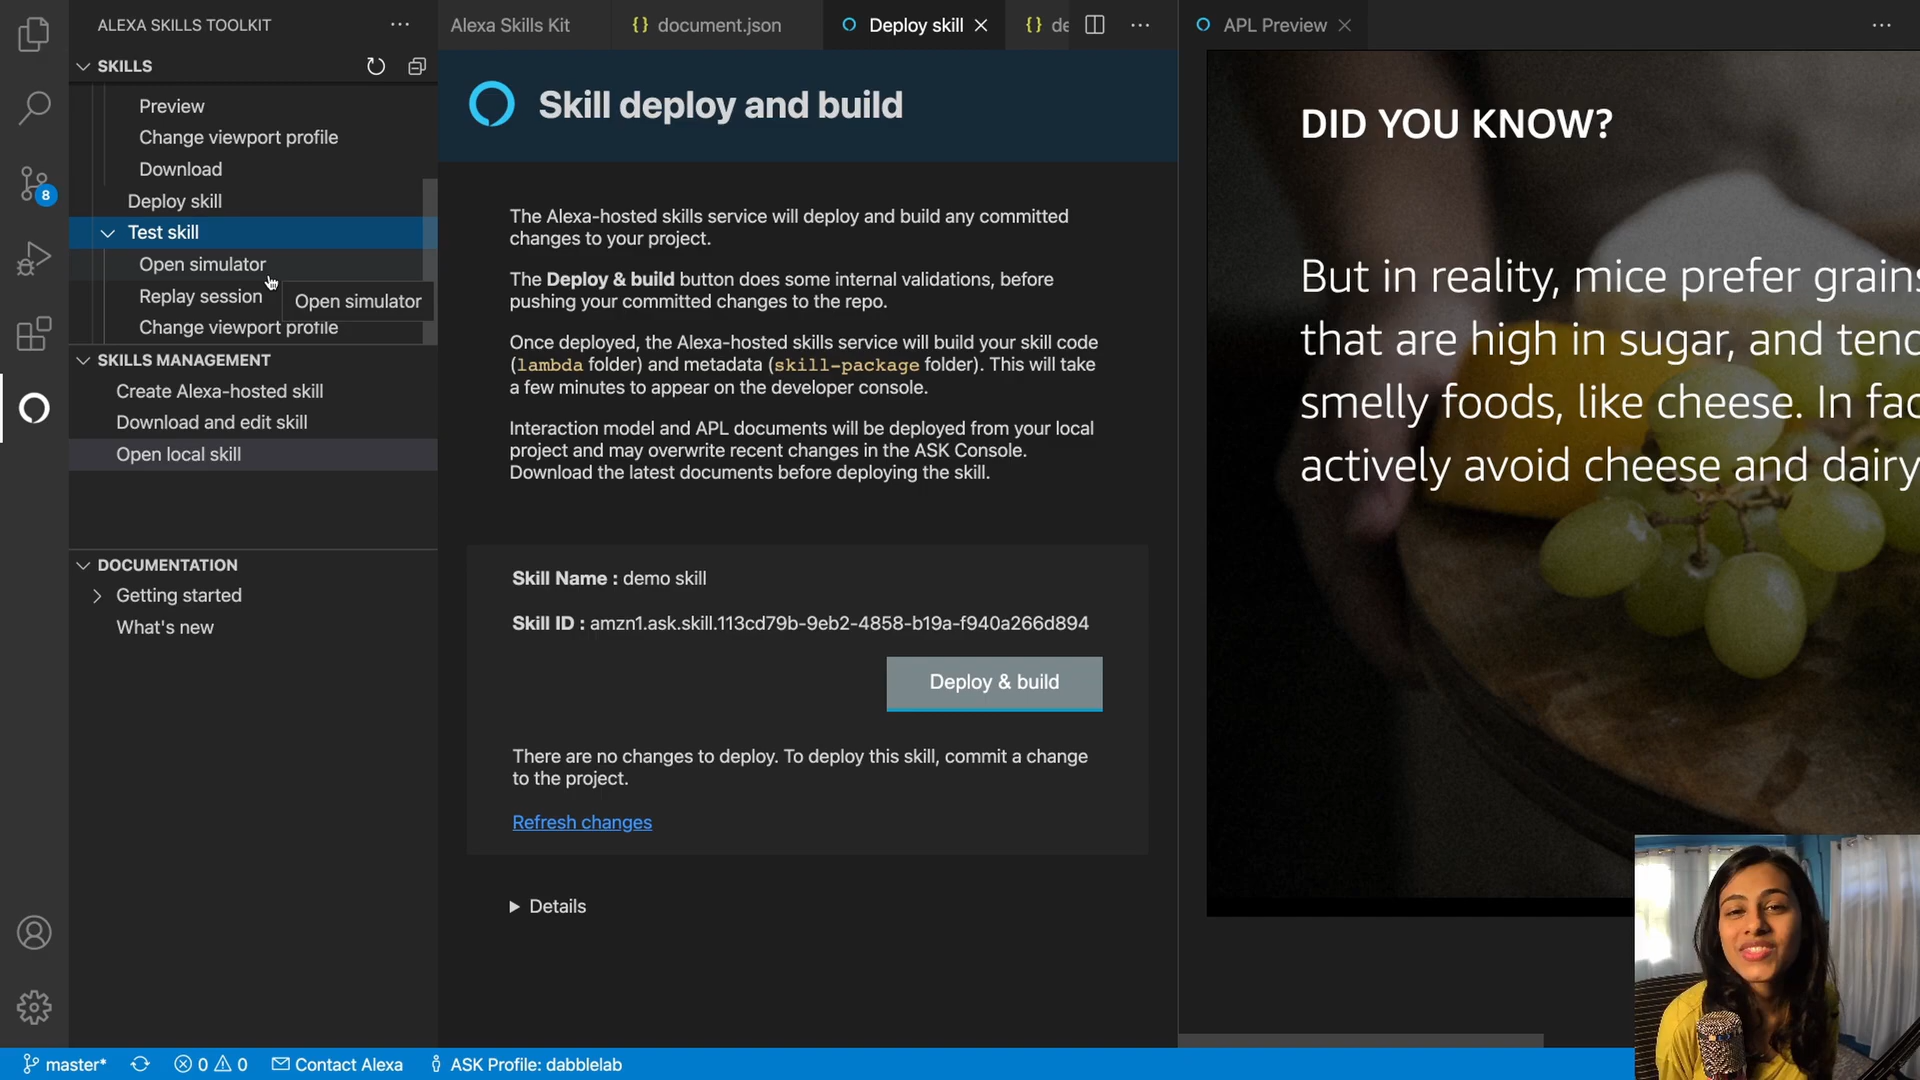 ALEXA SKILLS TOOLKIT
SKILLS
Preview
Change viewport profile
Download
Deploy skill
Test skill
Open simulator
Replay session
Open simulator
Change viewport profile
SKILLS MANAGEMENT
Create Alexa-hosted skill
Download and edit skill
Open local skill
DOCUMENTATION
Getting started
What's new
8
Alexa Skills Kit
{} document.json
Deploy skill
{} de
Skill deploy and build
The Alexa-hosted skills service will deploy and build any committed
changes to your project.
The Deploy & build button does some internal validations, before
pushing your committed changes to the repo.
Once deployed, the Alexa-hosted skills service will build your skill code
(lambda folder) and metadata (skill-package folder). This will take
a few minutes to appear on the developer console.
Interaction model and APL documents will be deployed from your local
project and may overwrite recent changes in the ASK Console.
Download the latest documents before deploying the skill.
Skill Name : demo skill
Skill ID : amzn1.ask.skill.113cd79b-9eb2-4858-b19a-f940a266d894
Deploy & build
There are no changes to deploy. To deploy this skill, commit a change
to the project.
Refresh changes
Details
APL Preview
DID YOU KNOW?
But in reality, mice prefer grains
that are high in sugar, and tend
smelly foods, like cheese. In fac
actively avoid cheese and dairy
master*
0
0
Contact Alexa
ASK Profile: dabblelab